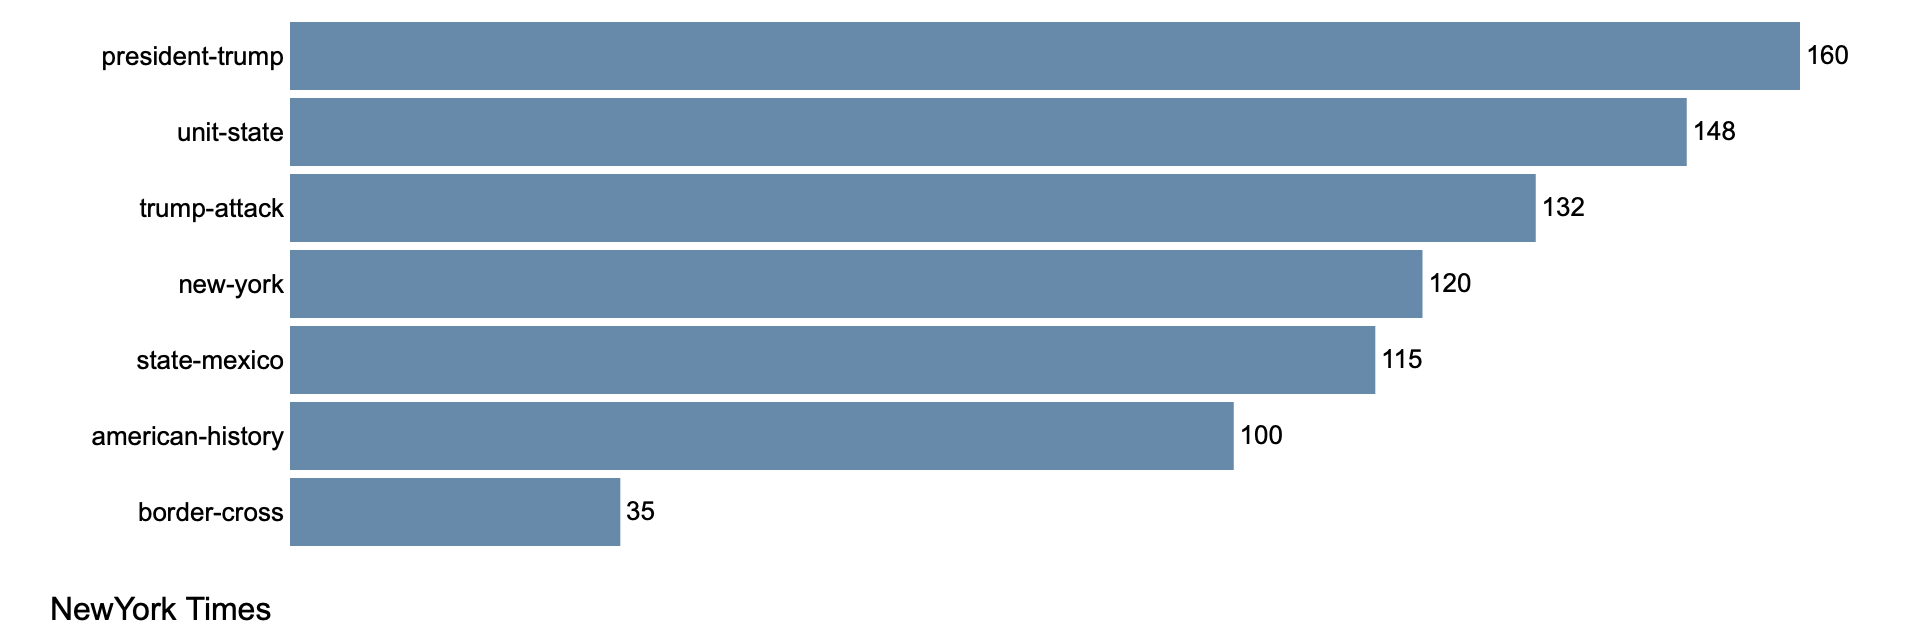 president-trump 160
unit-state 148
trump-attack 132
new-york 120
state-mexico 115
american-history 100
border-cross 35
NewYork Times